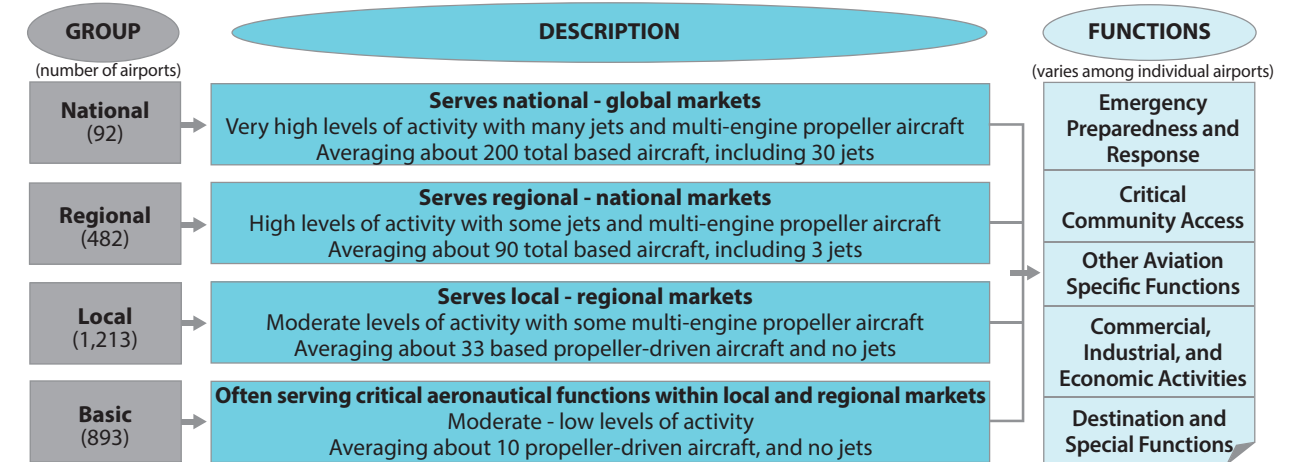 GROUP
(number of airports)
DESCRIPTION
FUNCTIONS
(varies among individual airports)
National
(92)
Serves national - global markets
Very high levels of activity with many jets and multi-engine propeller aircraft
Averaging about 200 total based aircraft, including 30 jets
Regional
(482)
Serves regional - national markets
High levels of activity with some jets and multi-engine propeller aircraft
Averaging about 90 total based aircraft, including 3 jets
Local
(1,213)
Serves local - regional markets
Moderate levels of activity with some multi-engine propeller aircraft
Averaging about 33 based propeller-driven aircraft and no jets
Basic
(893)
Often serving critical aeronautical functions within local and regional markets
Moderate - low levels of activity
Averaging about 10 propeller-driven aircraft, and no jets
Emergency
Preparedness and
Response
Critical
Community Access
Other Aviation
Specific Functions
Commercial,
Industrial, and
Economic Activities
Destination and
Special Functions